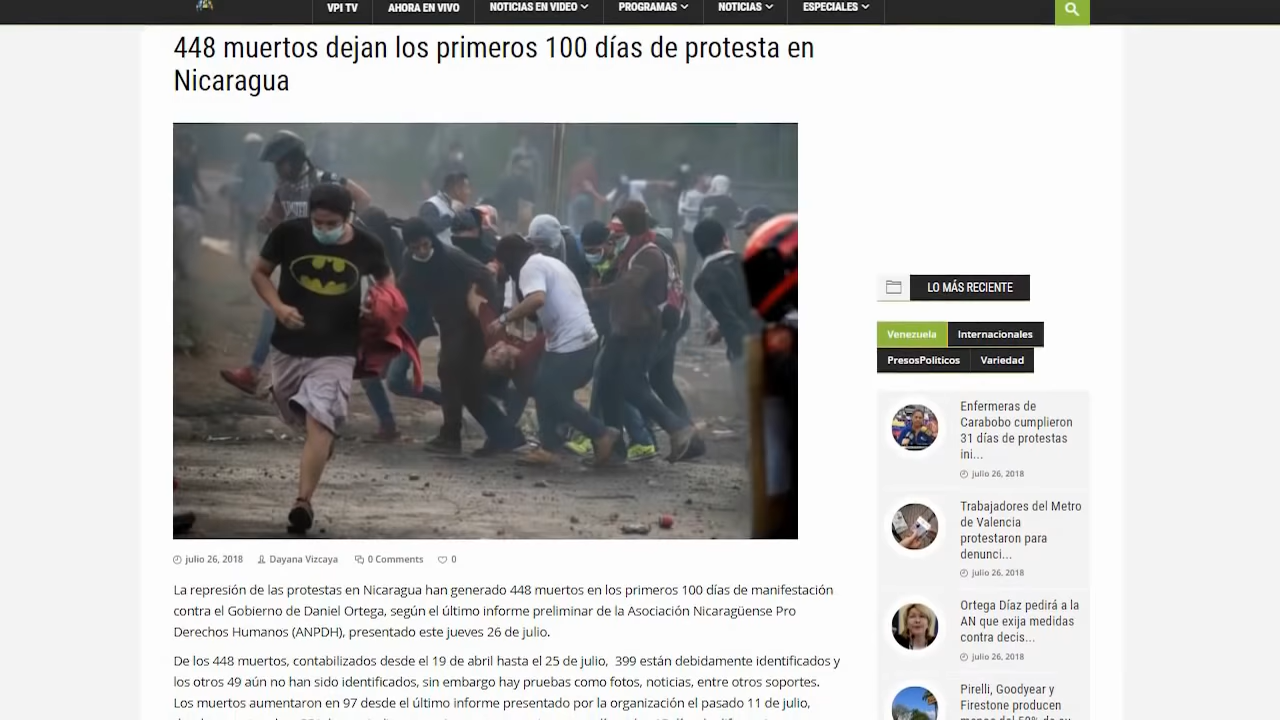 VPI TV
AHORA EN VIVO
NOTICIAS EN VIDEO
PROGRAMAS
NOTICIAS
ESPECIALES
448 muertos dejan los primeros 100 días de protesta en
Nicaragua
julio 26, 2018
Dayana Vizcaya
0 Comments
0
La represión de las protestas en Nicaragua han generado 448 muertos en los primeros 100 días de manifestación
contra el Gobierno de Daniel Ortega, según el último informe preliminar de la Asociación Nicaragüense Pro
Derechos Humanos (ANPDH), presentado este jueves 26 de julio.
De los 448 muertos, contabilizados desde el 19 de abril hasta el 25 de julio, 399 están debidamente identificados y
los otros 49 aún no han sido identificados, sin embargo hay pruebas como fotos, noticias, entre otros soportes.
Los muertos aumentaron en 97 desde el último informe presentado por la organización el pasado 11 de julio,
LO MÁS RECIENTE
Venezuela
Internacionales
PresosPoliticos
Variedad
Enfermeras de
Carabobo cumplieron
31 días de protestas
ini...
julio 26, 2018
Trabajadores del Metro
de Valencia
protestaron para
denunci...
julio 26, 2018
Ortega Díaz pedirá a la
AN que exija medidas
contra decis...
julio 26, 2018
Pirelli, Goodyear y
Firestone producen